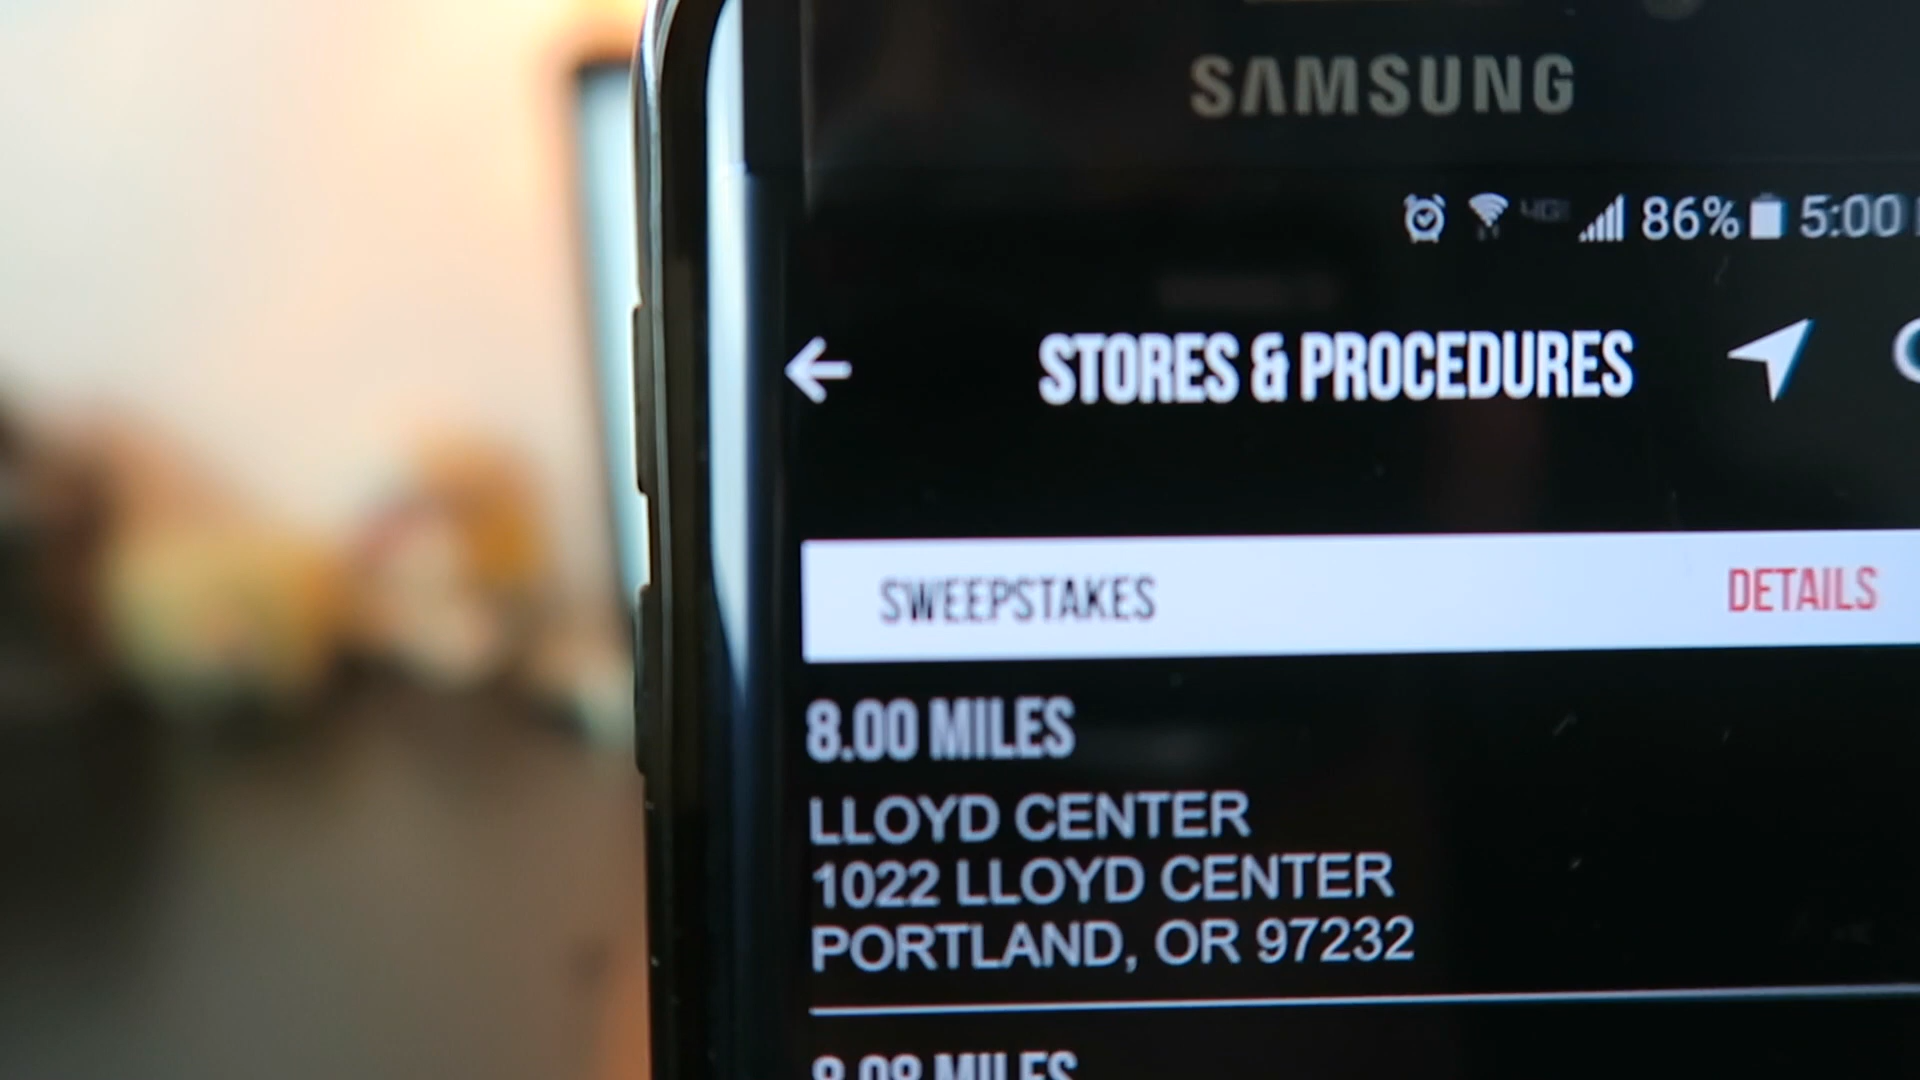 SAMSUNG
4G 86% 5:00
STORES & PROCEDURES
SWEEPSTAKES DETAILS
8.00 MILES
LLOYD CENTER
1022 LLOYD CENTER
PORTLAND, OR 97232
8.08 MILES